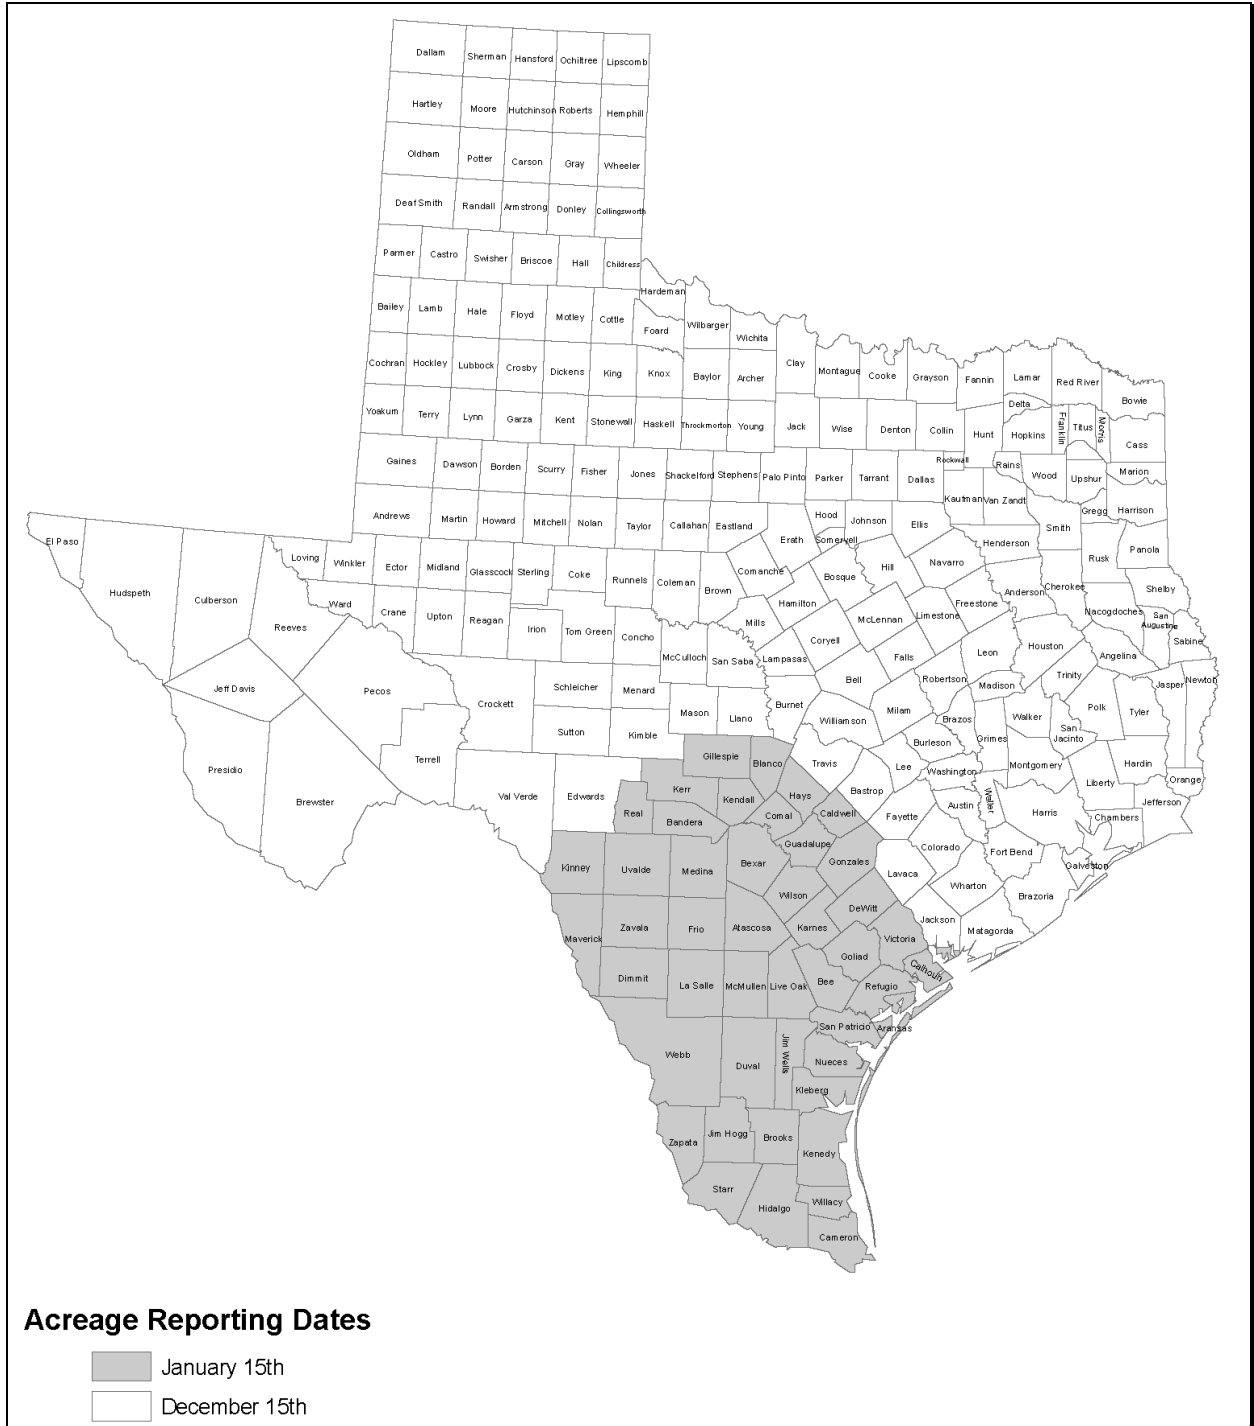 Dallam Sherman Hansford Ochiltree Lipscomb
Hartley Moore Hutchinson Roberts Hemphill
Oldham Potter Carson Gray Wheeler
Deaf Smith Randall Armstrong Donley Collingsworth
Parmer Castro Swisher Briscoe Hall Childress
Hardeman
Bailey Lamb Hale Floyd Motley Cottle Foard Wilbarger Wichita
Cochran Hockley Lubbock Crosby Dickens King Knox Baylor Archer Clay Montague Cooke Grayson Fannin Lamar Red River Bowie
Delta
Yoakum Terry Lynn Garza Kent Stonewall Haskell Throckmorton Young Jack Wise Denton Collin Hunt Hopkins Franklin Titus Morris Cass
Gaines Dawson Borden Scurry Fisher Jones Shackelford Stephens Palo Pinto Parker Tarrant Dallas Rockwall Rains Wood Upshur Marion
Kaufman Van Zandt Gregg Harrison
Andrews Martin Howard Mitchell Nolan Taylor Callahan Eastland Erath Hood Somervell Johnson Ellis Henderson Smith Rusk Panola
El Paso Hudspeth Culberson Reeves Loving Winkler Ector Midland Glasscock Sterling Coke Runnels Coleman Brown Comanche Bosque Hill Navarro Anderson Cherokee Shelby
Ward Crane Upton Reagan Irion Tom Green Concho McCulloch San Saba Mills Hamilton McLennan Limestone Freestone Nacogdoches San
Augustine
Sabine
Lampasas Coryell Falls Leon Houston Angelina
Jeff Davis Pecos Crockett Schleicher Menard Bell Robertson Madison Trinity Jasper Newton
Mason Llano Burnet Williamson Milam Brazos Grimes Walker San
Jacinto
Polk Tyler
Presidio Brewster Terrell Sutton Kimble Travis Burleson Lee Washington Montgomery Liberty Hardin Orange
Gillespie Blanco
Val Verde Edwards Kerr Kendall Hays Bastrop Austin Waller Harris Chambers Jefferson
Real Bandera Comal Caldwell Fayette
Kinney Uvalde Medina Bexar Guadalupe Gonzales Lavaca Colorado Fort Bend Galveston
Wilson Wharton Brazoria
Maverick Zavala Frio Atascosa Karnes DeWitt Jackson Matagorda
Victoria
Dimmit La Salle McMullen Live Oak Bee Goliad Refugio Calhoun
San Patricio Aransas
Webb Duval Jim Wells Nueces
Kleberg
Zapata Jim Hogg Brooks Kenedy
Starr Hidalgo Willacy
Cameron
Acreage Reporting Dates
January 15th
December 15th